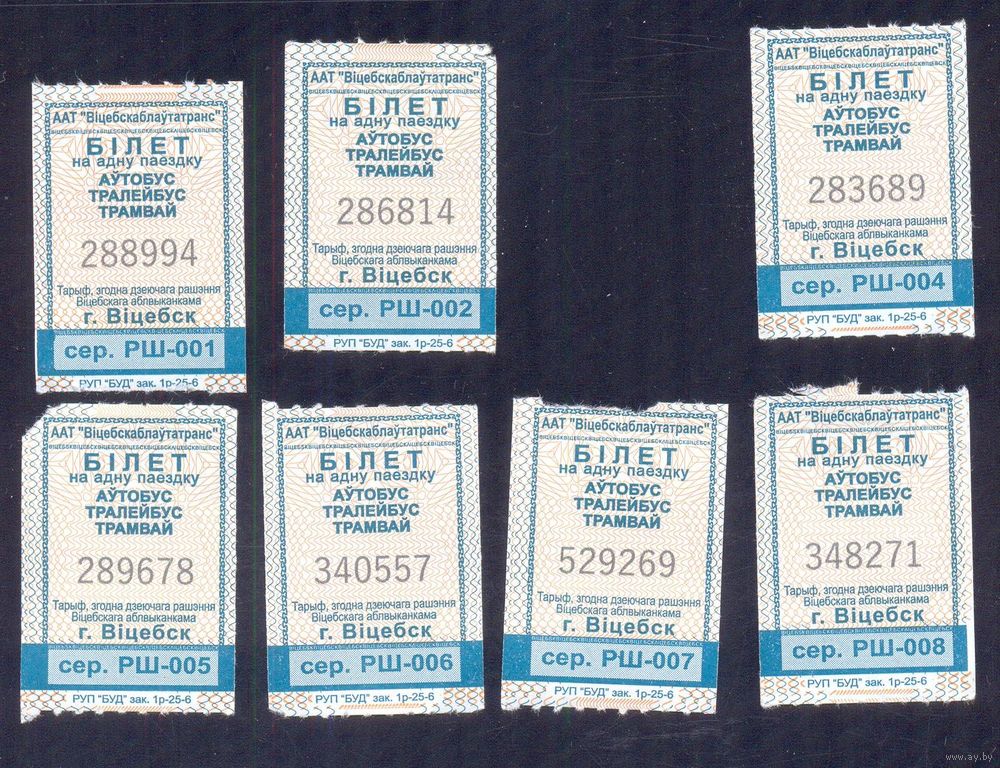 ААТ "Віцебскаблаўтатранс"
БІЛЕТ
на адну паездку
АЎТОБУС
ТРАЛЕЙБУС
ТРАМВАЙ
288994
Тарыф, згодна дзеючага рашэння
Віцебскага аблвыканкама
г. Віцебск
сер. РШ-001
РУП "БУД" зак. 1р-25-6
ААТ "Віцебскаблаўтатранс"
БІЛЕТ
на адну паездку
АЎТОБУС
ТРАЛЕЙБУС
ТРАМВАЙ
286814
Тарыф, згодна дзеючага рашэння
Віцебскага аблвыканкама
г. Віцебск
сер. РШ-002
РУП "БУД" зак. 1р-25-6
ААТ "Віцебскаблаўтатранс"
БІЛЕТ
на адну паездку
АЎТОБУС
ТРАЛЕЙБУС
ТРАМВАЙ
283689
Тарыф, згодна дзеючага рашэння
Віцебскага аблвыканкама
г. Віцебск
сер. РШ-004
РУП "БУД" зак. 1р-25-6
ААТ "Віцебскаблаўтатранс"
БІЛЕТ
на адну паездку
АЎТОБУС
ТРАЛЕЙБУС
ТРАМВАЙ
289678
Тарыф, згодна дзеючага рашэння
Віцебскага аблвыканкама
г. Віцебск
сер. РШ-005
РУП "БУД" зак. 1р-25-6
ААТ "Віцебскаблаўтатранс"
БІЛЕТ
на адну паездку
АЎТОБУС
ТРАЛЕЙБУС
ТРАМВАЙ
340557
Тарыф, згодна дзеючага рашэння
Віцебскага аблвыканкама
г. Віцебск
сер. РШ-006
РУП "БУД" зак. 1р-25-6
ААТ "Віцебскаблаўтатранс"
БІЛЕТ
на адну паездку
АЎТОБУС
ТРАЛЕЙБУС
ТРАМВАЙ
529269
Тарыф, згодна дзеючага рашэння
Віцебскага аблвыканкама
г. Віцебск
сер. РШ-007
РУП "БУД" зак. 1р-25-6
ААТ "Віцебскаблаўтатранс"
БІЛЕТ
на адну паездку
АЎТОБУС
ТРАЛЕЙБУС
ТРАМВАЙ
348271
Тарыф, згодна дзеючага рашэння
Віцебскага аблвыканкама
г. Віцебск
сер. РШ-008
РУП "БУД" зак. 1р-25-6
www.ay.by